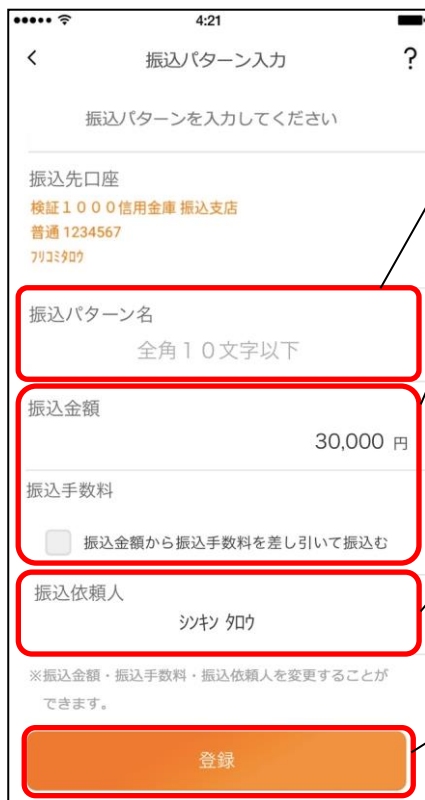 4:21
振込パターン入力
?
振込パターンを入力してください
振込先口座
検証１０００信用金庫 振込支店
普通 1234567
ﾌﾘｺﾐﾀﾛｳ
振込パターン名
全角１０文字以下
振込金額
30,000 円
振込手数料
振込金額から振込手数料を差し引いて振込む
振込依頼人
ｼﾝｷﾝ ﾀﾛｳ
※振込金額・振込手数料・振込依頼人を変更することが
できます。
登録